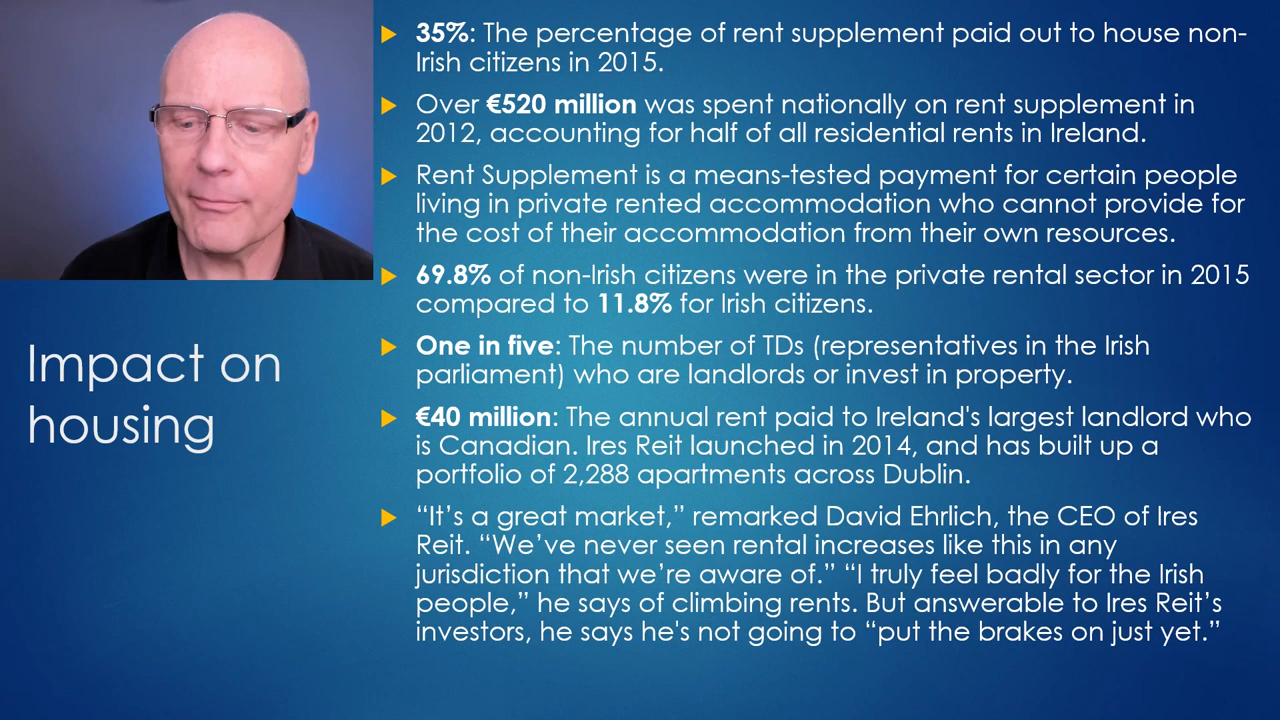 35%: The percentage of rent supplement paid out to house non-
Irish citizens in 2015.
Over €520 million was spent nationally on rent supplement in
2012, accounting for half of all residential rents in Ireland.
Rent Supplement is a means-tested payment for certain people
living in private rented accommodation who cannot provide for
the cost of their accommodation from their own resources.
69.8% of non-Irish citizens were in the private rental sector in 2015
compared to 11.8% for Irish citizens.
One in five: The number of TDs (representatives in the Irish
parliament) who are landlords or invest in property.
€40 million: The annual rent paid to Ireland's largest landlord who
is Canadian. Ires Reit launched in 2014, and has built up a
portfolio of 2,288 apartments across Dublin.
“It’s a great market,” remarked David Ehrlich, the CEO of Ires
Reit. “We’ve never seen rental increases like this in any
jurisdiction that we’re aware of.” “I truly feel badly for the Irish
people,” he says of climbing rents. But answerable to Ires Reit’s
investors, he says he's not going to “put the brakes on just yet.”
Impact on
housing